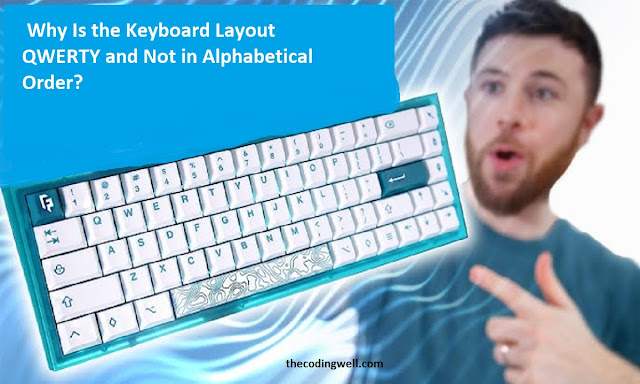 Why Is the Keyboard Layout
QWERTY and Not in Alphabetical
Order?
Q W E R T Y U I O P
A S D F G H J K L
Z X C V B N M
thecodingwell.com